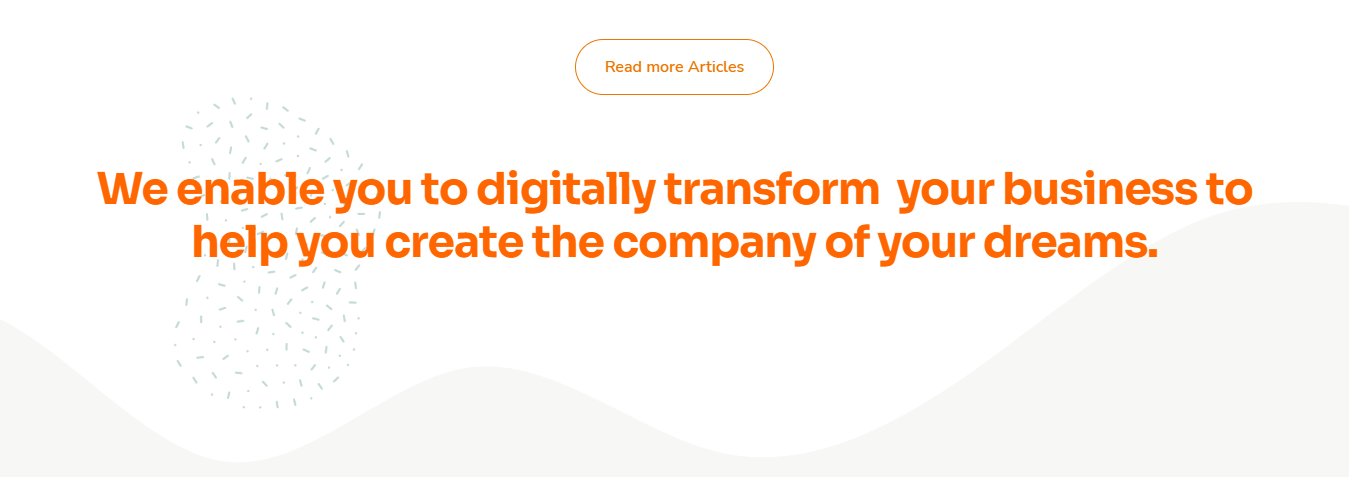 Read more Articles
We enable you to digitally transform  your business to
help you create the company of your dreams.